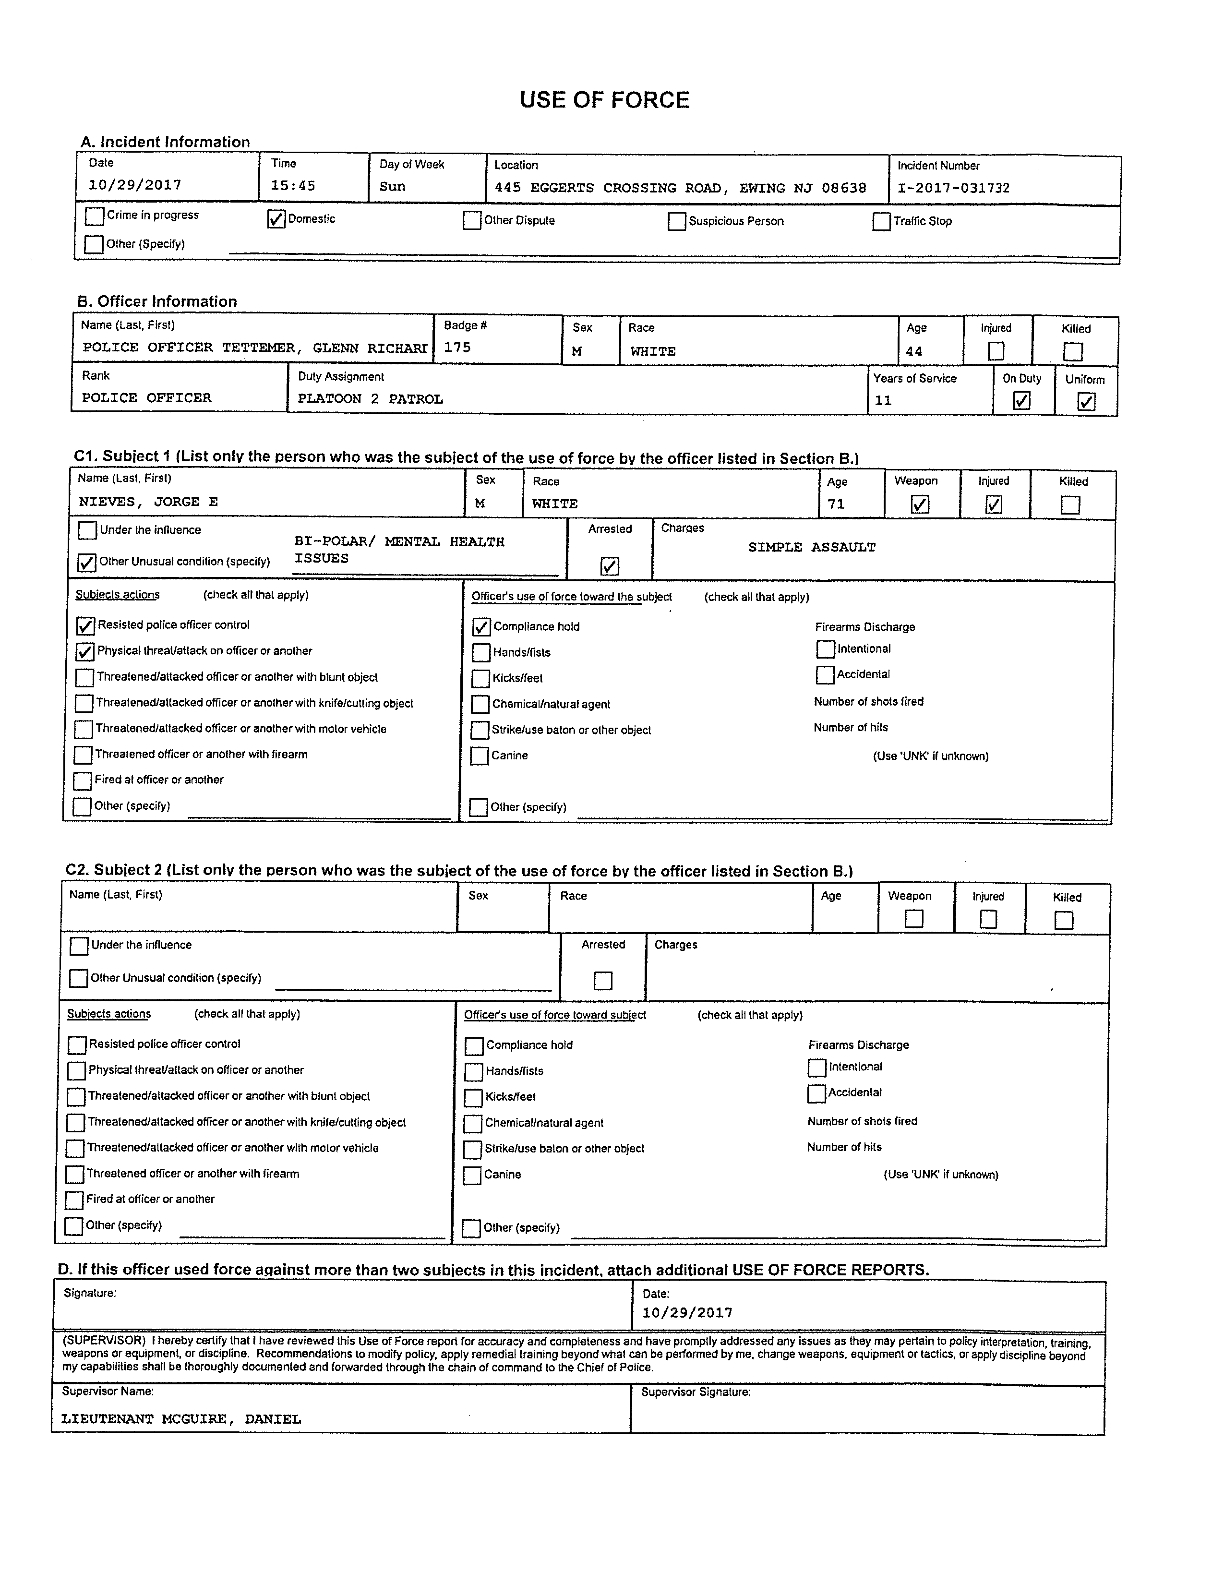 USE OF FORCE
A. Incident Information
Date Time Day of Week Location Incident Number
10/29/2017 15:45 Sun 445 EGGERTS CROSSING ROAD, EWING NJ 08638 I-2017-031732
Crime in progress Domestic Other Dispute Suspicious Person Traffic Stop
Other (Specify)
B. Officer Information
Name (Last, First) Badge # Sex Race Age Injured Killed
POLICE OFFICER TETTEMER, GLENN RICHARI 175 M WHITE 44
Rank Duty Assignment Years of Service On Duty Uniform
POLICE OFFICER PLATOON 2 PATROL 11
C1. Subject 1 (List only the person who was the subject of the use of force by the officer listed in Section B.)
Name (Last, First) Sex Race Age Weapon Injured Killed
NIEVES, JORGE E M WHITE 71
Under the influence Arrested Charges
BI-POLAR/ MENTAL HEALTH SIMPLE ASSAULT
Other Unusual condition (specify) ISSUES
Subjects actions (check all that apply) Officer's use of force toward the subject (check all that apply)
Resisted police officer control Compliance hold Firearms Discharge
Physical threat/attack on officer or another Hands/fists Intentional
Threatened/attacked officer or another with blunt object Kicks/feet Accidental
Threatened/attacked officer or another with knife/cutting object Chemical/natural agent Number of shots fired
Threatened/attacked officer or another with motor vehicle Strike/use baton or other object Number of hits
Threatened officer or another with firearm Canine (Use 'UNK' if unknown)
Fired at officer or another
Other (specify) Other (specify)
C2. Subject 2 (List only the person who was the subject of the use of force by the officer listed in Section B.)
Name (Last, First) Sex Race Age Weapon Injured Killed
Under the influence Arrested Charges
Other Unusual condition (specify)
Subjects actions (check all that apply) Officer's use of force toward subject (check all that apply)
Resisted police officer control Compliance hold Firearms Discharge
Physical threat/attack on officer or another Hands/fists Intentional
Threatened/attacked officer or another with blunt object Kicks/feet Accidental
Threatened/attacked officer or another with knife/cutting object Chemical/natural agent Number of shots fired
Threatened/attacked officer or another with motor vehicle Strike/use baton or other object Number of hits
Threatened officer or another with firearm Canine (Use 'UNK' if unknown)
Fired at officer or another
Other (specify) Other (specify)
D. If this officer used force against more than two subjects in this incident, attach additional USE OF FORCE REPORTS.
Signature: Date:
10/29/2017
(SUPERVISOR) I hereby certify that I have reviewed this Use of Force report for accuracy and completeness and have promptly addressed any issues as they may pertain to policy interpretation, training,
weapons or equipment, or discipline. Recommendations to modify policy, apply remedial training beyond what can be performed by me, change weapons, equipment or tactics, or apply discipline beyond
my capabilities shall be thoroughly documented and forwarded through the chain of command to the Chief of Police.
Supervisor Name: Supervisor Signature:
LIEUTENANT MCGUIRE, DANIEL